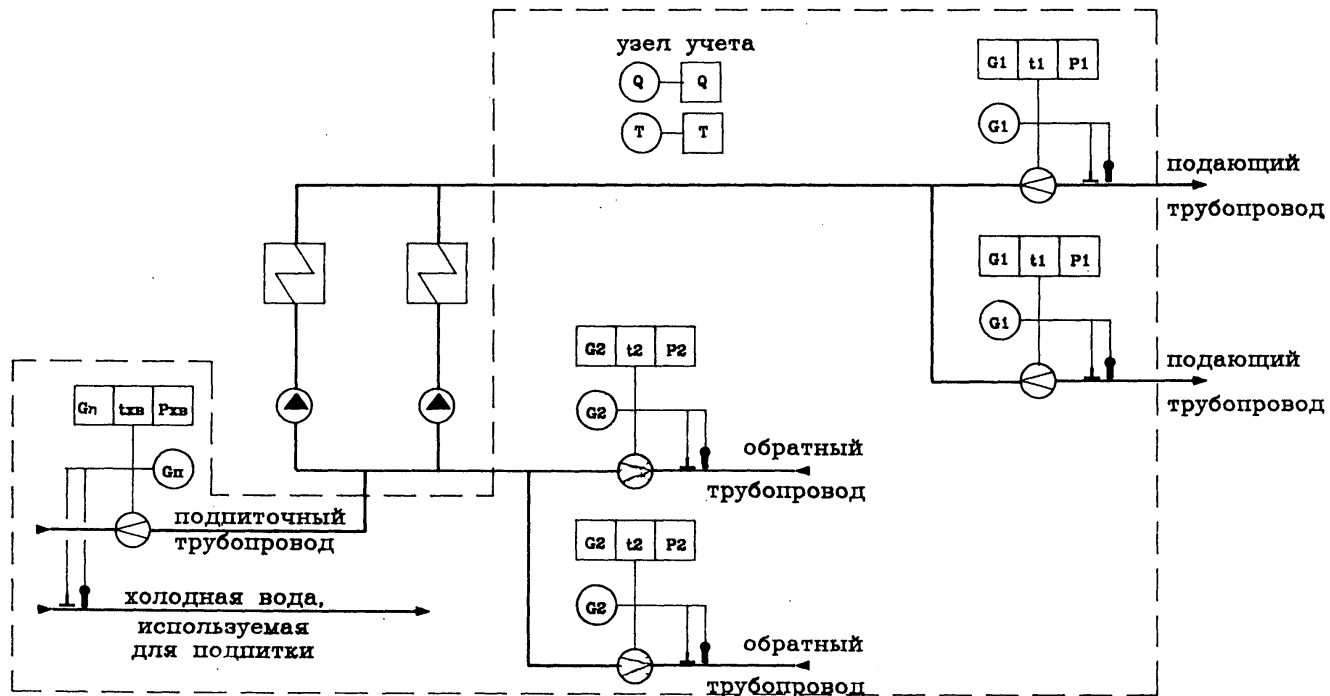 узел учета
Q Q
T T
G1 t1 P1
G1
подающий
трубопровод
G1 t1 P1
G1
подающий
трубопровод
G2 t2 P2
G2
обратный
трубопровод
Gп tхв Pхв
Gп
подпиточный
трубопровод
G2 t2 P2
G2
обратный
трубопровод
холодная вода,
используемая
для подпитки